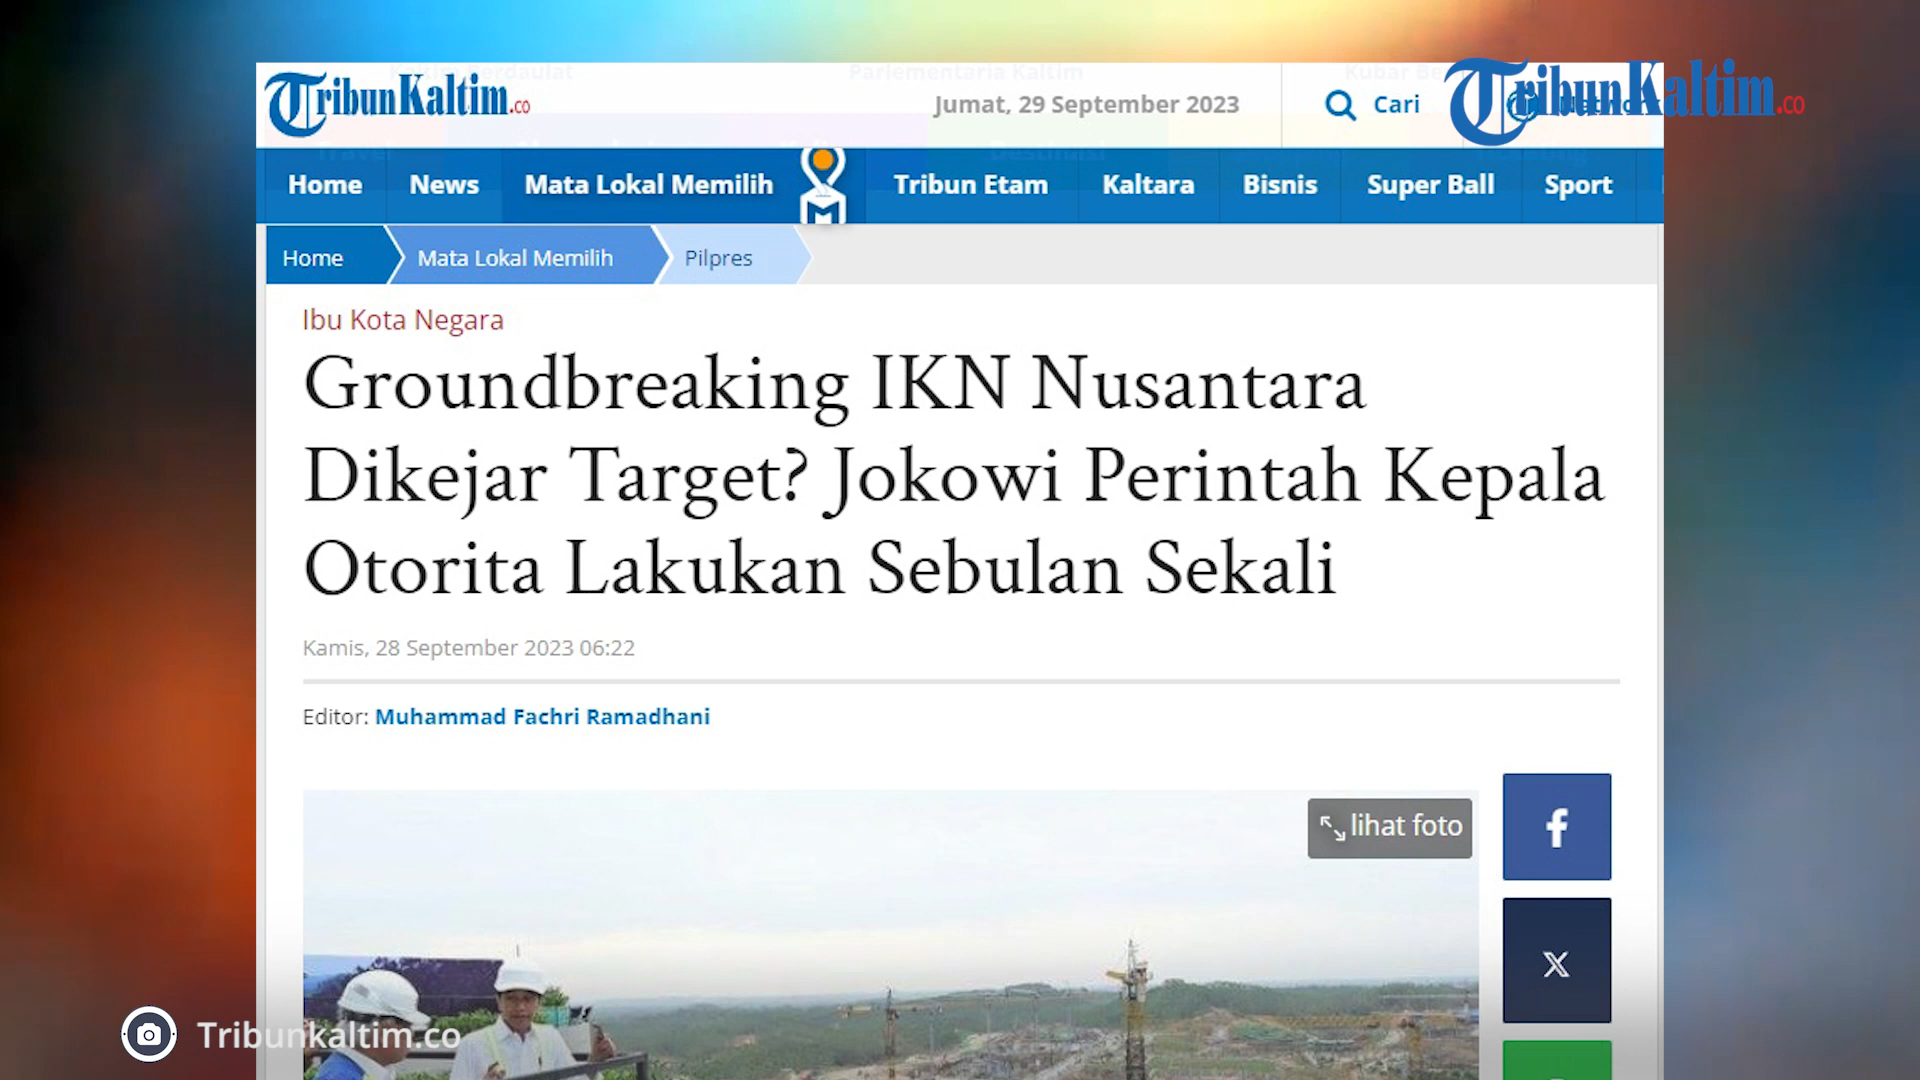 TribunKaltim.co
Jumat, 29 September 2023
Cari
TribunKaltim.co
Home
News
Mata Lokal Memilih
Tribun Etam
Kaltara
Bisnis
Super Ball
Sport
Home
Mata Lokal Memilih
Pilpres
Ibu Kota Negara
Groundbreaking IKN Nusantara
Dikejar Target? Jokowi Perintah Kepala
Otorita Lakukan Sebulan Sekali
Kamis, 28 September 2023 06:22
Editor: Muhammad Fachri Ramadhani
lihat foto
Tribunkaltim.co